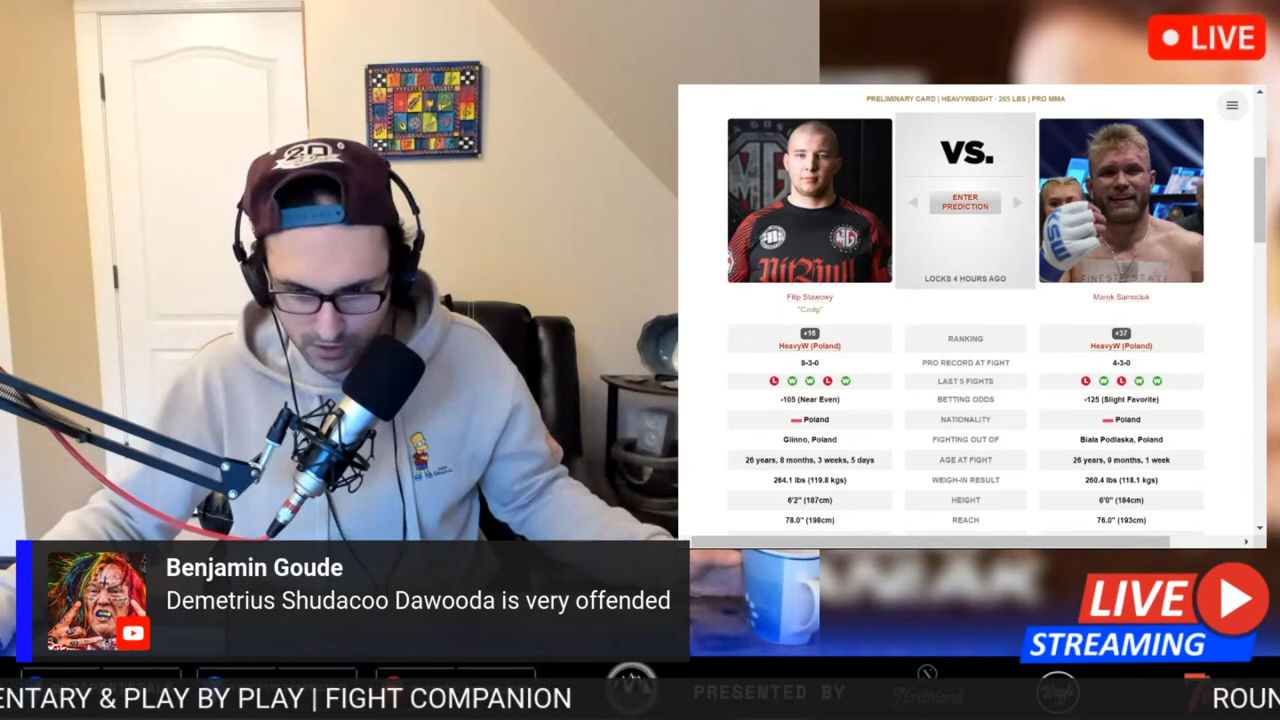 LIVE
PRELIMINARY CARD | HEAVYWEIGHT · 265 LBS | PRO MMA
VS.
ENTER
PREDICTION
LOCKS 4 HOURS AGO
Filip Stawowy
Marek Samociuk
#16
RANKING
#37
HeavyW (Poland)
HeavyW (Poland)
9-3-0
PRO RECORD AT FIGHT
4-3-0
L W W L W
LAST 5 FIGHTS
L W L W W
-105 (Near Even)
BETTING ODDS
-125 (Slight Favorite)
Poland
NATIONALITY
Poland
Glinno, Poland
FIGHTING OUT OF
Biala Podlaska, Poland
26 years, 8 months, 3 weeks, 5 days
AGE AT FIGHT
26 years, 9 months, 1 week
264.1 lbs (119.8 kgs)
WEIGH-IN RESULT
260.4 lbs (118.1 kgs)
6'2" (187cm)
HEIGHT
6'0" (184cm)
78.0" (198cm)
REACH
76.0" (193cm)
PitBull
KSW
Benjamin Goude
Demetrius Shudacoo Dawooda is very offended
LIVE
STREAMING
PRESENTED BY
Northland
ENTARY & PLAY BY PLAY | FIGHT COMPANION
ROUN